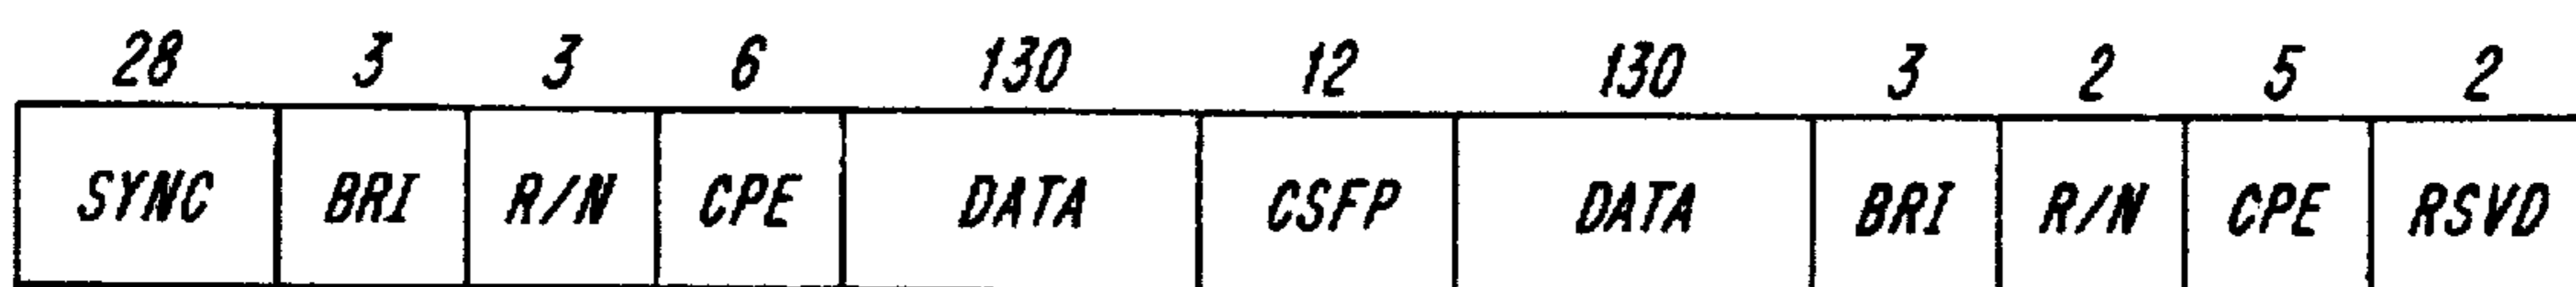 28 3 3 6 130 12 130 3 2 5 2
SYNC BRI R/N CPE DATA CSFP DATA BRI R/N CPE RSVD